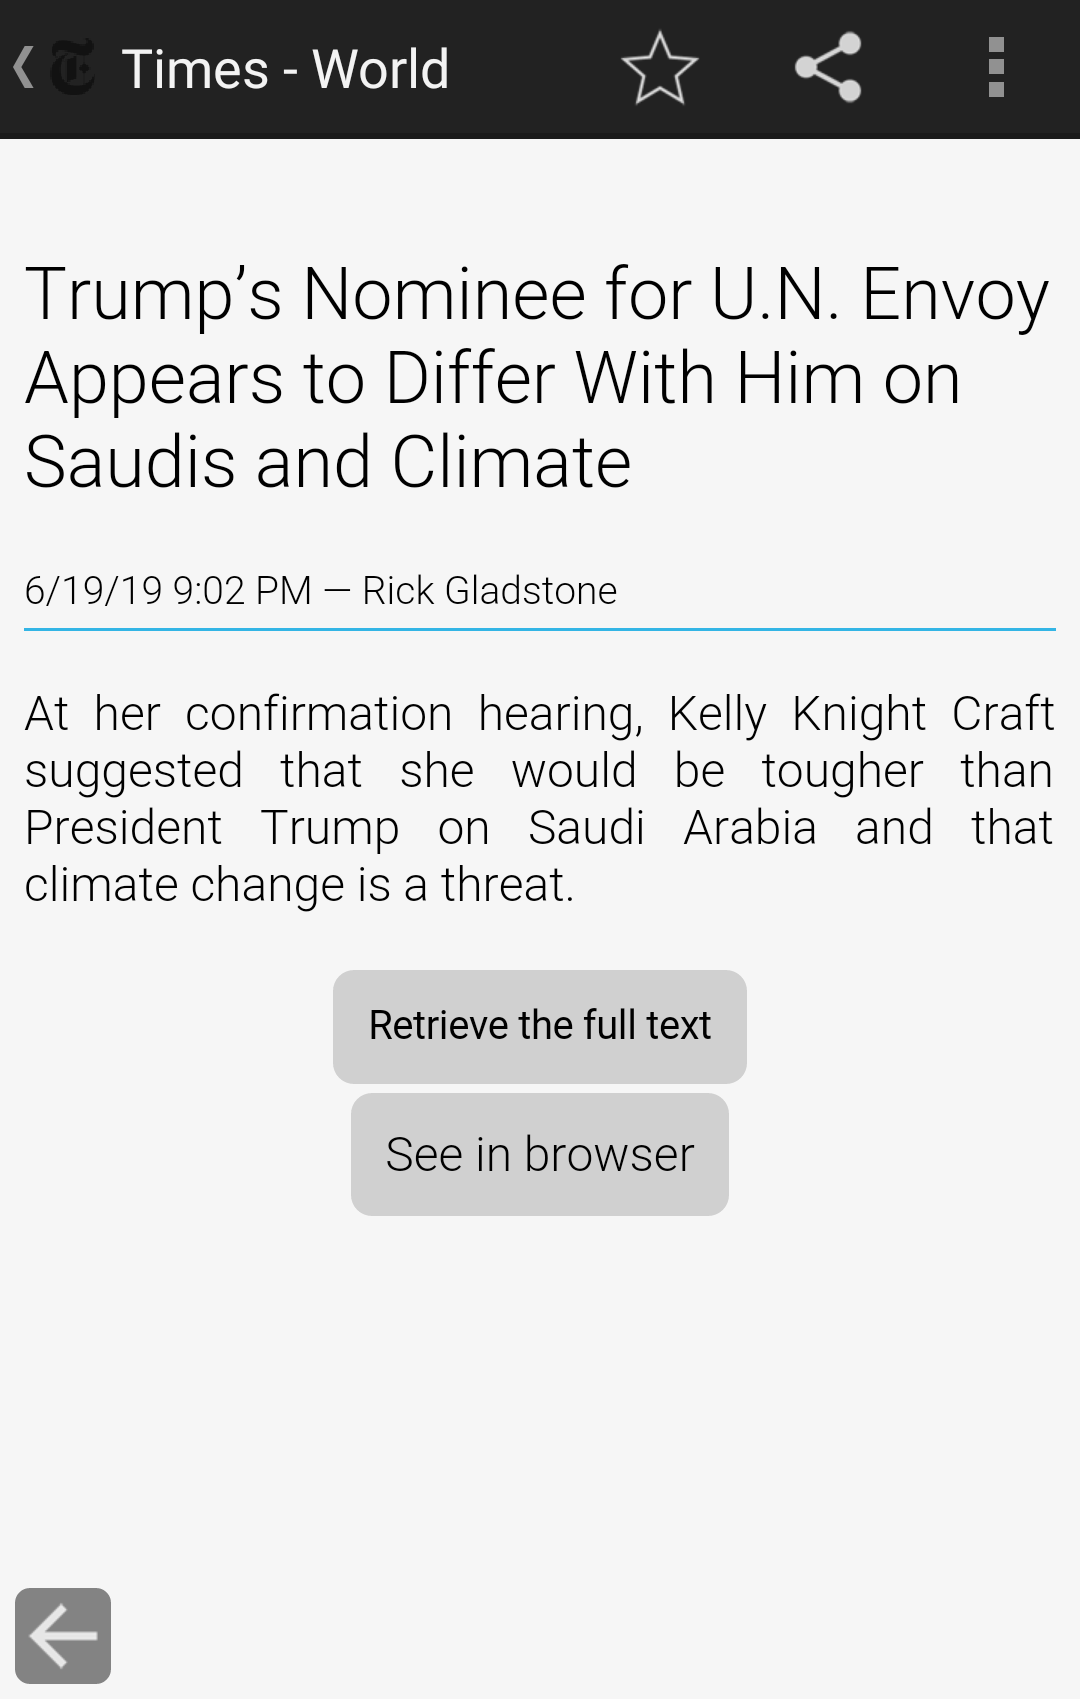 Times - World
Trump’s Nominee for U.N. Envoy
Appears to Differ With Him on
Saudis and Climate
6/19/19 9:02 PM — Rick Gladstone
At her confirmation hearing, Kelly Knight Craft
suggested that she would be tougher than
President Trump on Saudi Arabia and that
climate change is a threat.
Retrieve the full text
See in browser